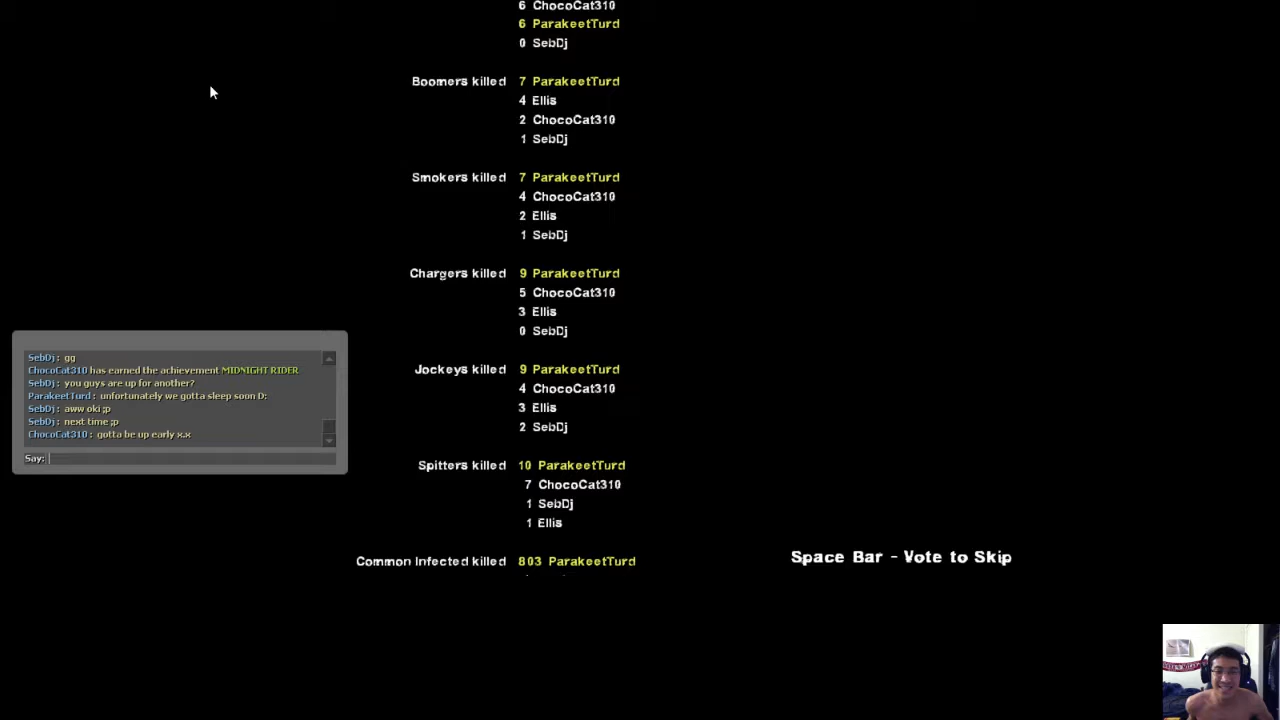 6 ChocoCat310
6 ParakeetTurd
0 SebDj
Boomers killed 7 ParakeetTurd
4 Ellis
2 ChocoCat310
1 SebDj
Smokers killed 7 ParakeetTurd
4 ChocoCat310
2 Ellis
1 SebDj
Chargers killed 9 ParakeetTurd
5 ChocoCat310
3 Ellis
0 SebDj
Jockeys killed 9 ParakeetTurd
4 ChocoCat310
3 Ellis
2 SebDj
Spitters killed 10 ParakeetTurd
7 ChocoCat310
1 SebDj
1 Ellis
Common Infected killed 803 ParakeetTurd
SebDj : gg
ChocoCat310 has earned the achievement MIDNIGHT RIDER
SebDj : you guys are up for another?
ParakeetTurd : unfortunately we gotta sleep soon D:
SebDj : aww oki ;p
SebDj : next time ;p
ChocoCat310 : gotta be up early x.x
Say:
Space Bar - Vote to Skip